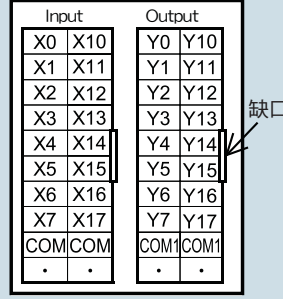 Input Output
X0 X10 Y0 Y10
X1 X11 Y1 Y11
X2 X12 Y2 Y12
X3 X13 Y3 Y13
X4 X14 Y4 Y14
X5 X15 Y5 Y15
X6 X16 Y6 Y16
X7 X17 Y7 Y17
COM COM COM1 COM1
· · · ·
缺口